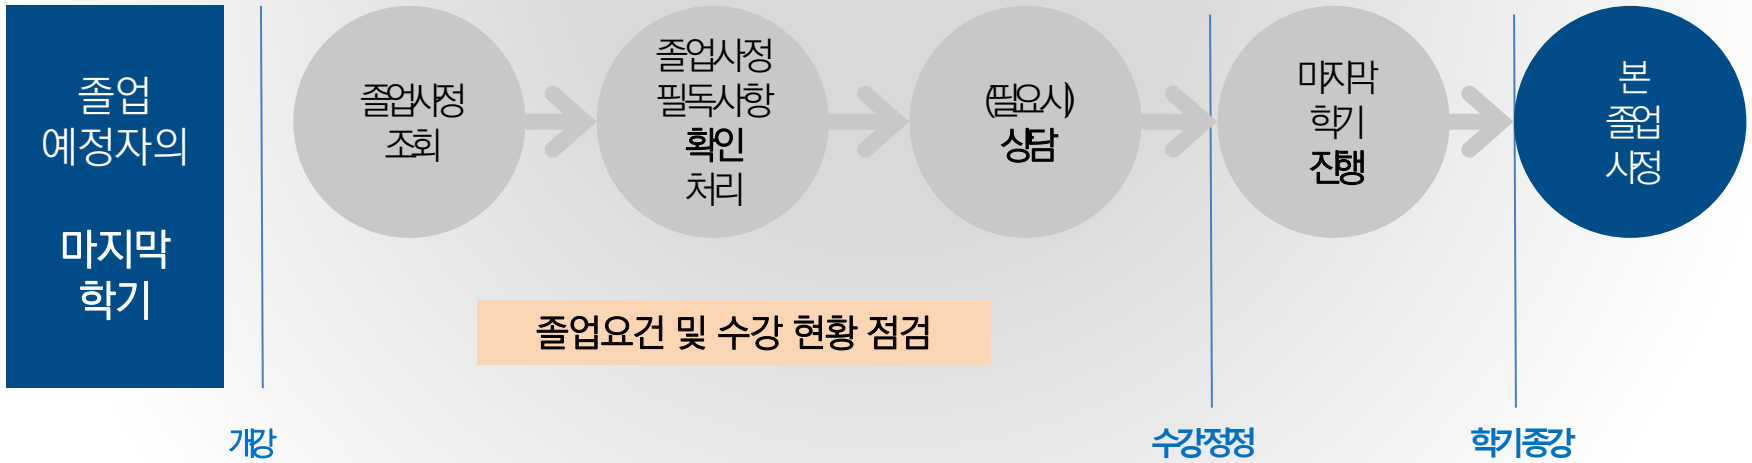 졸업
예정자의
마지막
학기
졸업사정
조회
졸업사정
필독사항
확인
처리
(필요시)
상담
마지막
학기
진행
본
졸업
사정
졸업요건 및 수강 현황 점검
개강
수강정정
학기종강